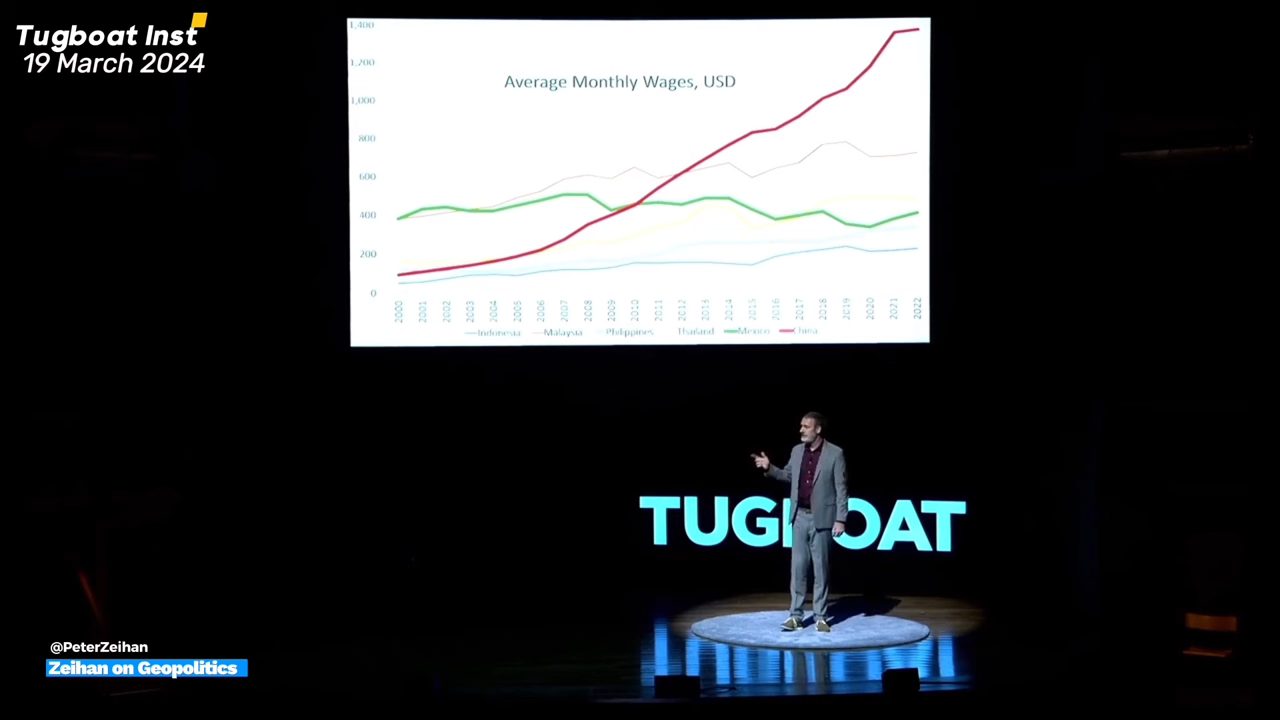 Tugboat Inst
19 March 2024
Average Monthly Wages, USD
1,400
1,200
1,000
800
600
400
200
0
2000 2001 2002 2003 2004 2005 2006 2007 2008 2009 2010 2011 2012 2013 2014 2015 2016 2017 2018 2019 2020 2021 2022
Indonesia Malaysia Philippines Thailand Mexico China
TUGBOAT
@PeterZeihan
Zeihan on Geopolitics